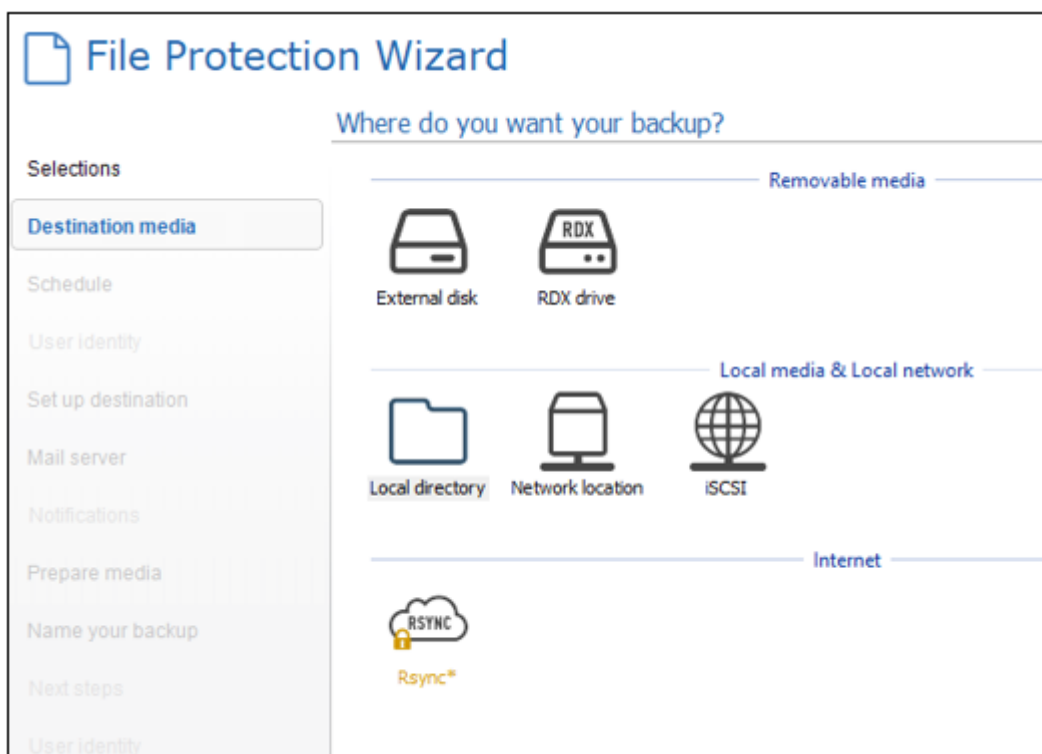 File Protection Wizard
Where do you want your backup?
Selections
Destination media
Schedule
User identity
Set up destination
Mail server
Notifications
Prepare media
Name your backup
Next steps
User identity
Removable media
RDX
External disk
RDX drive
Local media & Local network
Local directory
Network location
iSCSI
Internet
RSYNC
Rsync*